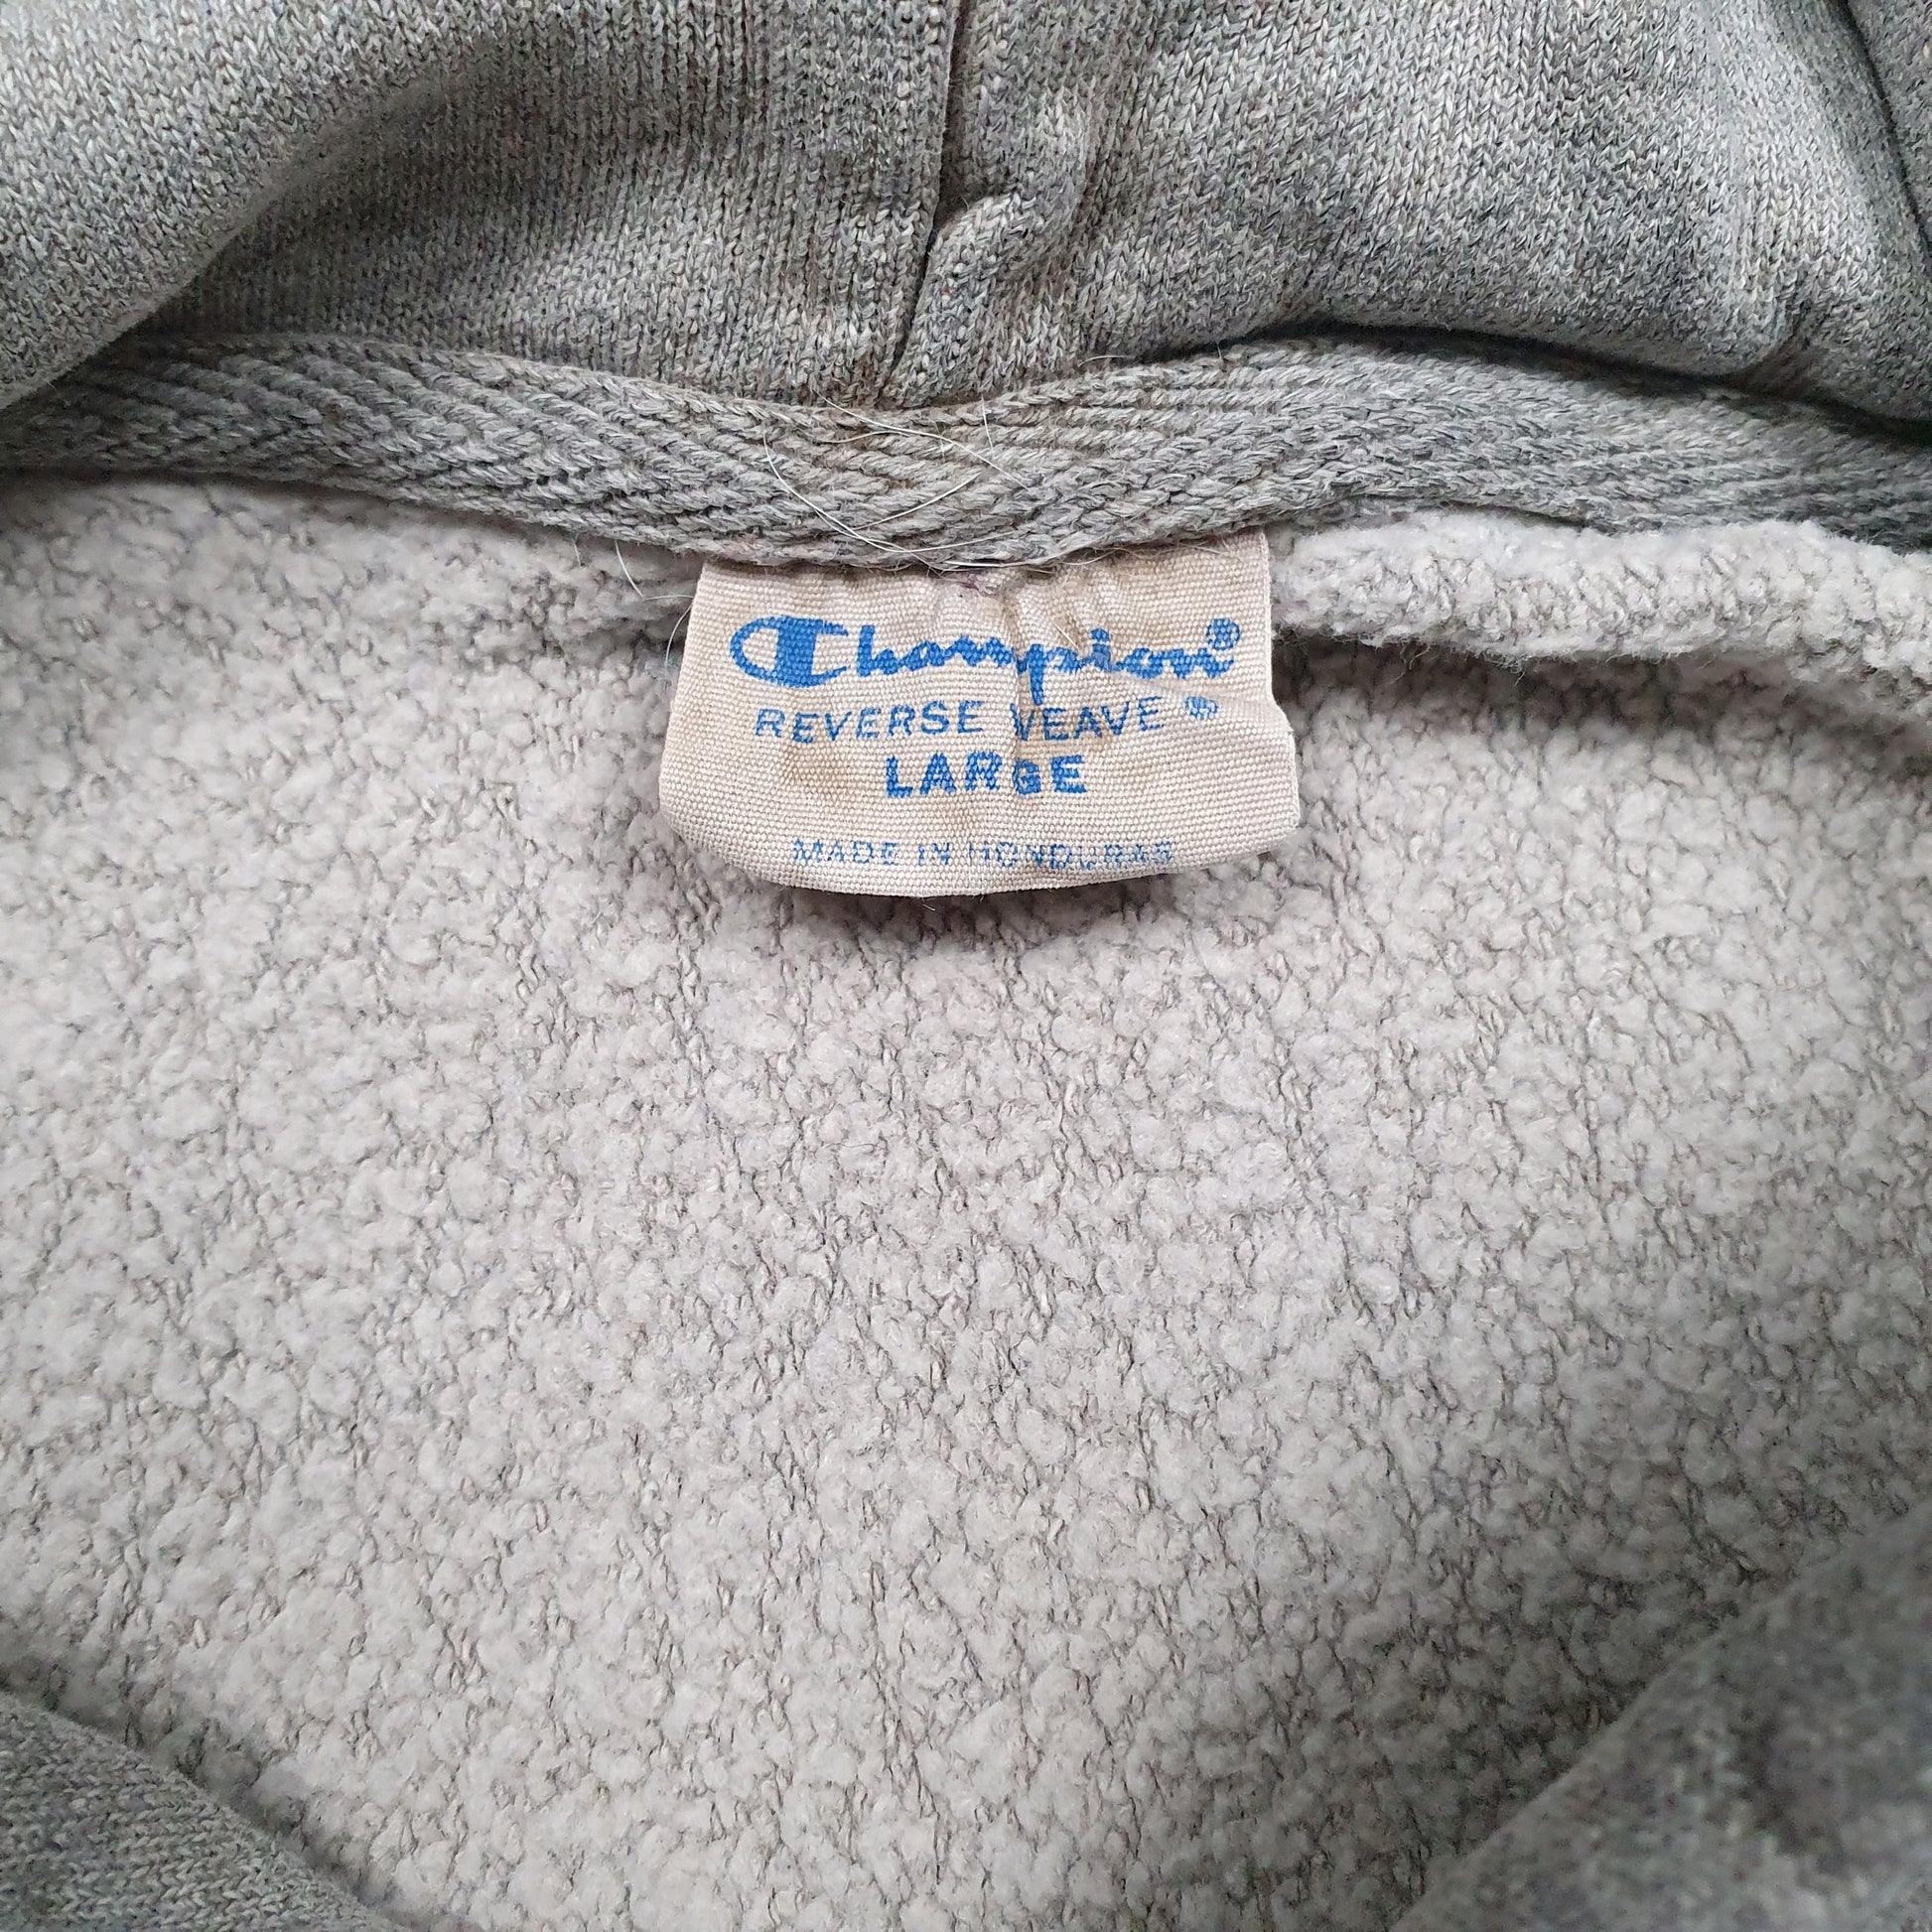 Champion®
REVERSE WEAVE ®
LARGE
MADE IN HONDURAS